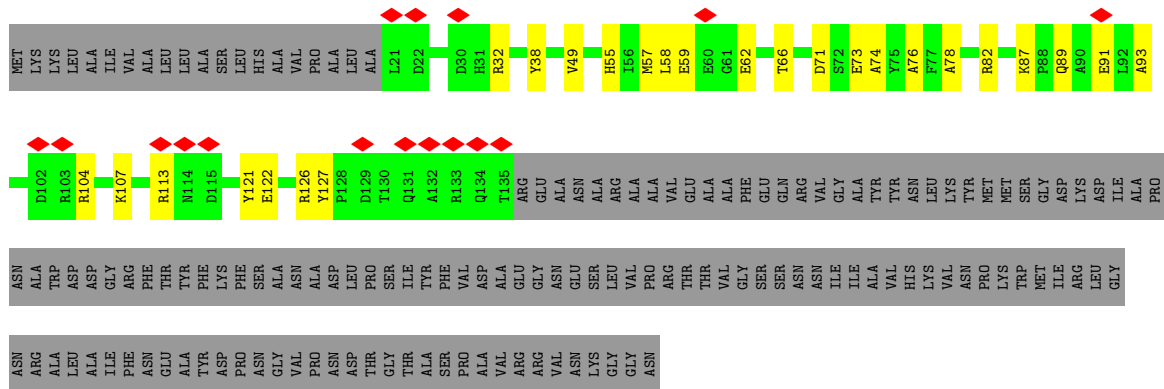 MET LYS LYS LEU ALA ILE VAL ALA LEU LEU ALA SER LEU HIS ALA VAL PRO ALA LEU ALA L21 D22 D30 H31 R32 Y38 V49 H55 I56 M57 L58 E59 E60 G61 E62 T66 D71 S72 E73 A74 Y75 A76 F77 A78 R82 K87 P88 Q89 A90 E91 L92 A93
D102 R103 R104 K107 R113 N114 D115 Y121 E122 R126 Y127 P128 D129 T130 Q131 A132 R133 Q134 T135 ARG GLU ALA ASN ALA ARG ALA ALA VAL GLU ALA ALA PHE GLU GLN ARG VAL GLY ALA TYR TYR ASN LEU LYS TYR MET MET SER GLY ASP LYS ASP ILE ALA PRO
ASN ALA TRP ASP ASP GLY ARG PHE THR TYR PHE LYS PHE SER ALA ASN ALA ASP LEU PRO SER ILE TYR PHE VAL ASP ALA GLU GLY ASN GLU SER LEU VAL PRO ARG THR THR VAL GLY SER SER ASN ASN ILE ILE ALA VAL HIS LYS VAL ASN PRO LYS TRP MET ILE ARG LEU GLY
ASN ARG ALA LEU ALA ILE PHE ASN GLU ALA TYR ASP PRO ASN GLY VAL PRO ASN ASP THR GLY THR ALA SER PRO ALA VAL ARG ARG VAL ASN LYS GLY GLY ASN